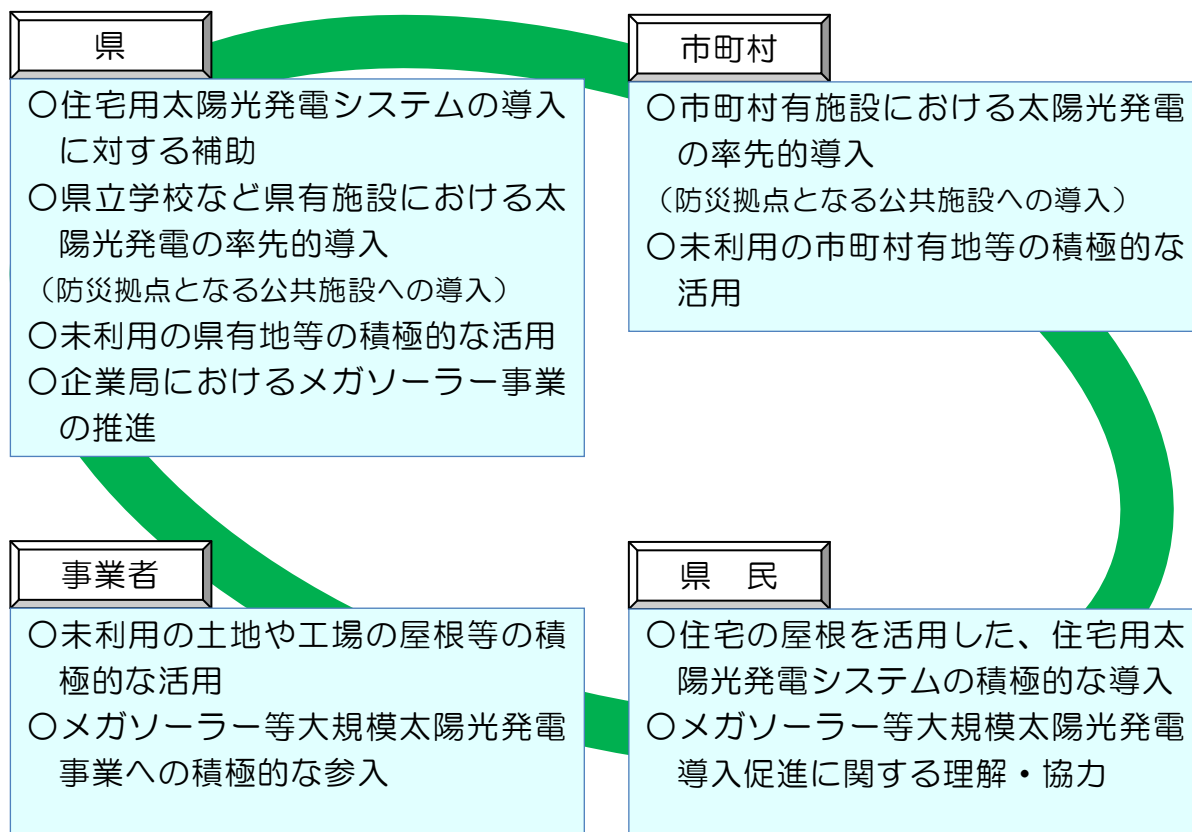 県
〇住宅用太陽光発電システムの導入
に対する補助
〇県立学校など県有施設における太
陽光発電の率先的導入
（防災拠点となる公共施設への導入）
〇未利用の県有地等の積極的な活用
〇企業局におけるメガソーラー事業
の推進
市町村
〇市町村有施設における太陽光発電
の率先的導入
（防災拠点となる公共施設への導入）
〇未利用の市町村有地等の積極的な
活用
事業者
〇未利用の土地や工場の屋根等の積
極的な活用
〇メガソーラー等大規模太陽光発電
事業への積極的な参入
県　民
〇住宅の屋根を活用した、住宅用太
陽光発電システムの積極的な導入
〇メガソーラー等大規模太陽光発電
導入促進に関する理解・協力